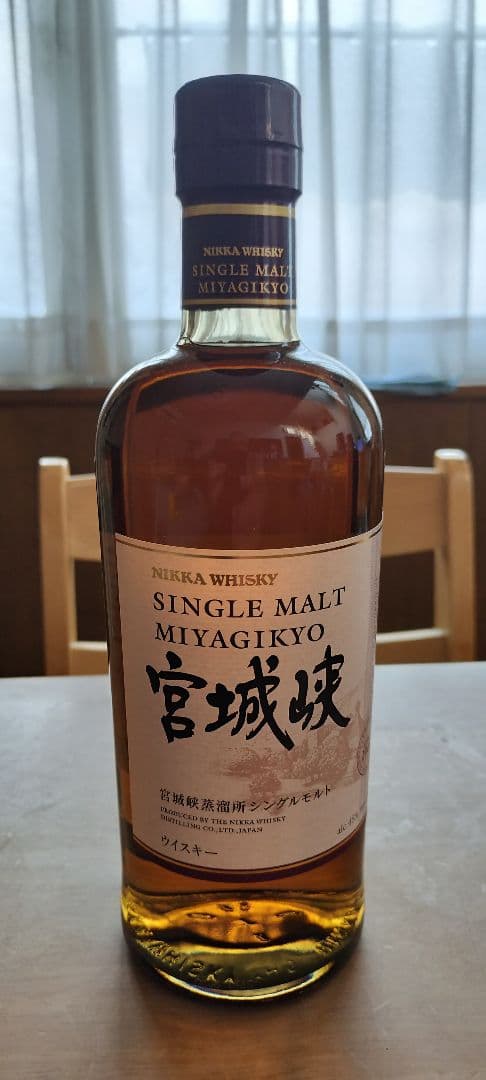 NIKKA WHISKY
SINGLE MALT
MIYAGIKYO
NIKKA WHISKY
SINGLE MALT
MIYAGIKYO
宮城峡
宮城峡蒸溜所シングルモルト
PRODUCED BY THE NIKKA WHISKY
DISTILLING CO., LTD., JAPAN
alc.45%
ウイスキー